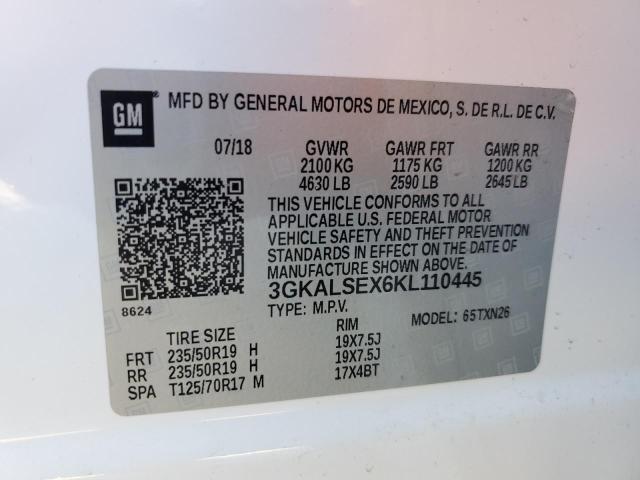 GM
MFD BY GENERAL MOTORS DE MEXICO, S. DE R.L. DE C.V.
07/18 GVWR GAWR FRT GAWR RR
2100 KG 1175 KG 1200 KG
4630 LB 2590 LB 2645 LB
THIS VEHICLE CONFORMS TO ALL
APPLICABLE U.S. FEDERAL MOTOR
VEHICLE SAFETY AND THEFT PREVENTION
STANDARDS IN EFFECT ON THE DATE OF
MANUFACTURE SHOWN ABOVE.
3GKALSEX6KL110445
8624 TYPE: M.P.V. MODEL: 65TXN26
TIRE SIZE RIM
FRT 235/50R19 H 19X7.5J
RR 235/50R19 H 19X7.5J
SPA T125/70R17 M 17X4BT